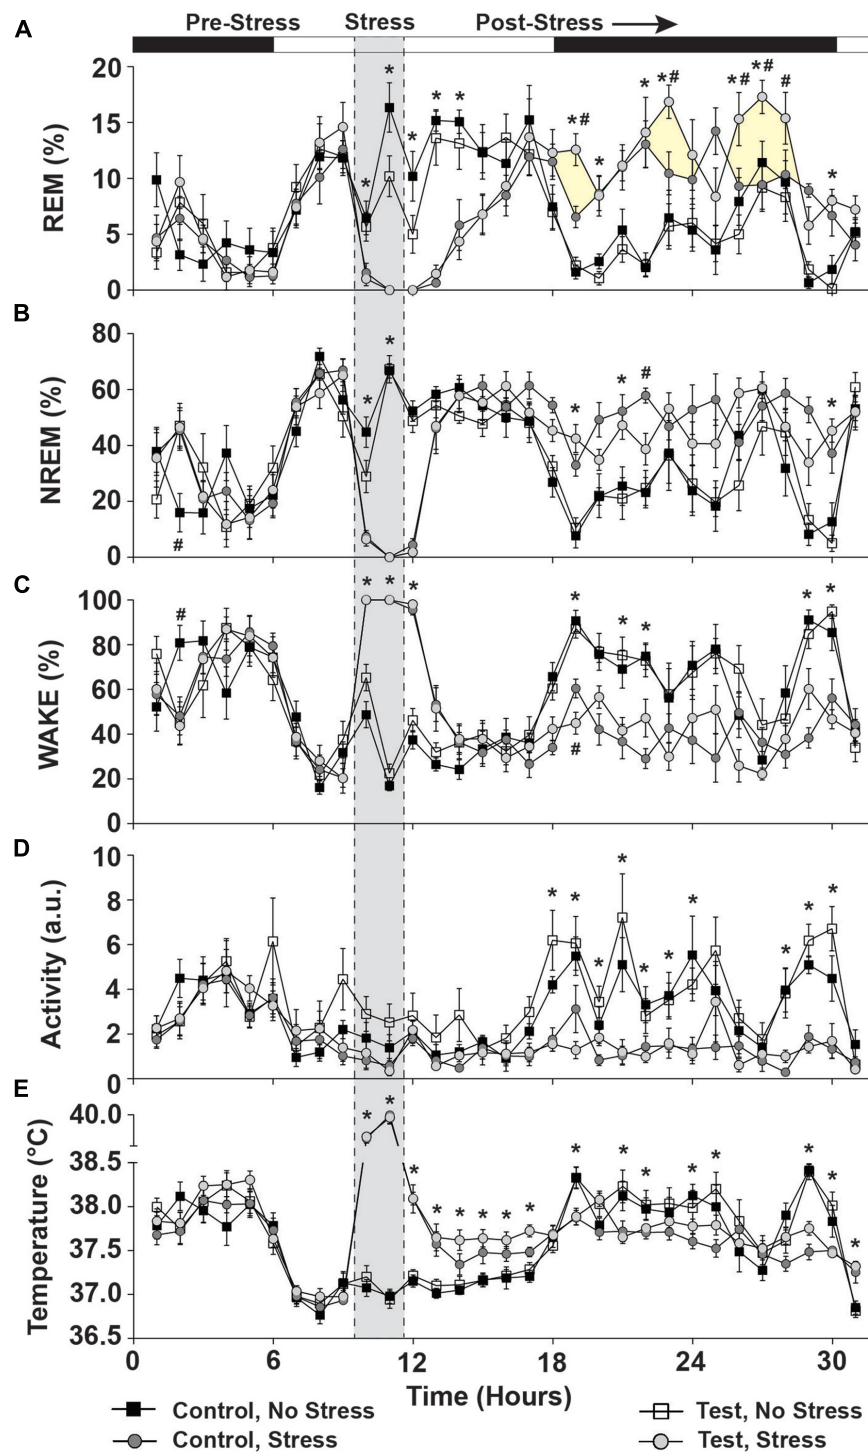 A
Pre-Stress Stress Post-Stress
REM (%)
20
* * * * * * * *# * * *# *# *# # *
15
10
5
0
B
NREM (%)
80
60
40
20
0
* * * * # *
#
C
WAKE (%)
100
80
60
40
20
0
# * * * * * * * *
#
D
Activity (a.u.)
10
8
6
4
2
0
* * * * * * * * * *
E
Temperature (°C)
40.0
38.5
38.0
37.5
37.0
36.5
* * * * * * * * * * * * * * * *
0 6 12 18 24 30
Time (Hours)
Control, No Stress Test, No Stress
Control, Stress Test, Stress